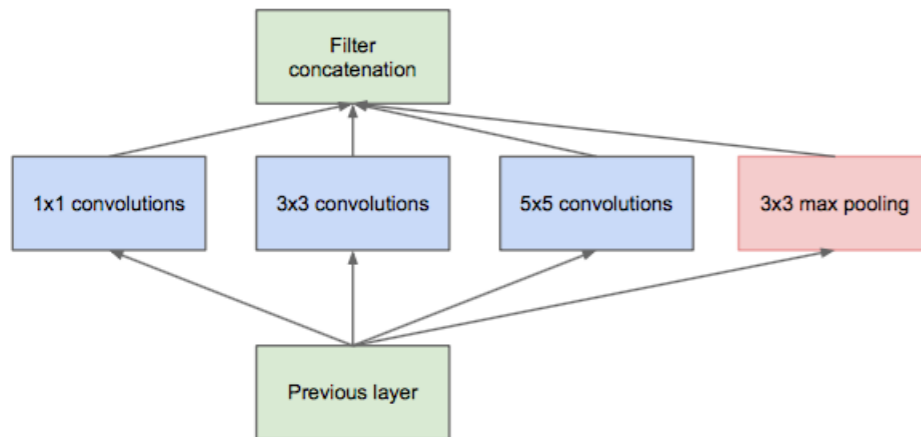 Filter
concatenation
1x1 convolutions
3x3 convolutions
5x5 convolutions
3x3 max pooling
Previous layer